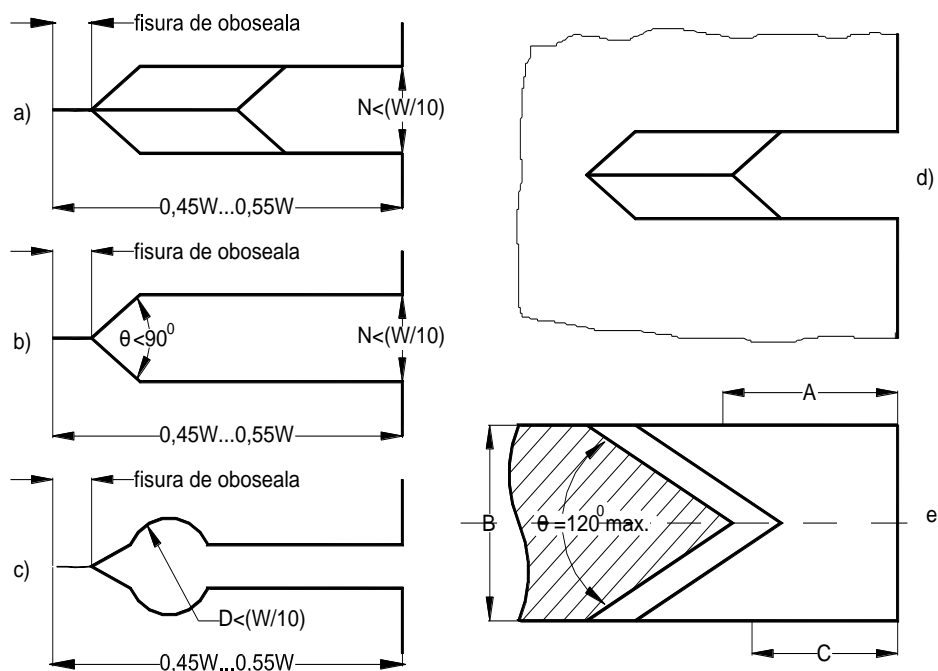 fisura de oboseala
a)
N<(W/10)
0,45W...0,55W
fisura de oboseala
b)
θ<90⁰
N<(W/10)
0,45W...0,55W
fisura de oboseala
c)
D<(W/10)
0,45W...0,55W
d)
A
B
θ=120⁰ max.
e
C